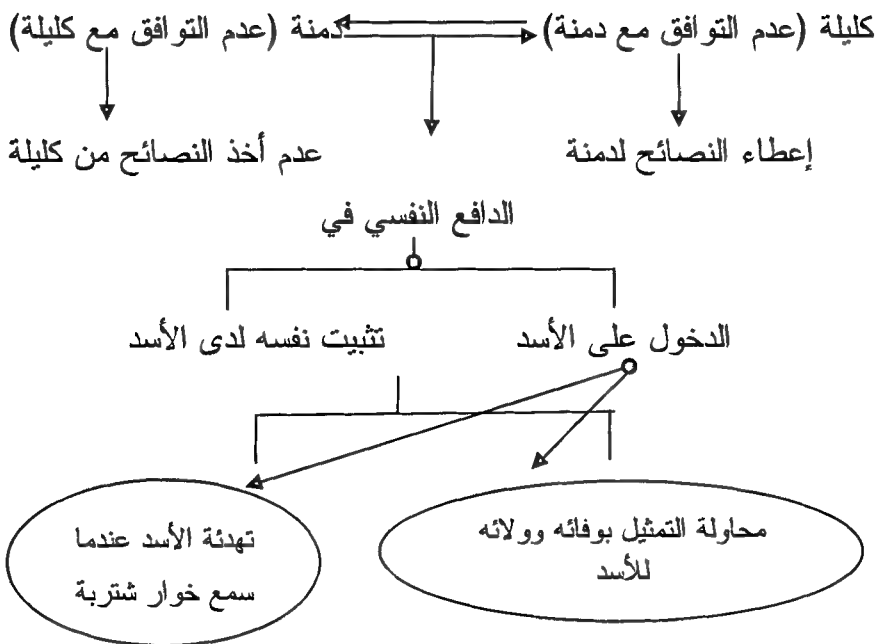 كليلة (عدم التوافق مع دمنة) دمنة (عدم التوافق مع كليلة)
إعطاء النصائح لدمنة عدم أخذ النصائح من كليلة
الدافع النفسي في
الدخول على الأسد تثبيت نفسه لدى الأسد
محاولة التمثيل بوفائه وولائه
للأسد
تهدئة الأسد عندما
سمع خوار شتربة